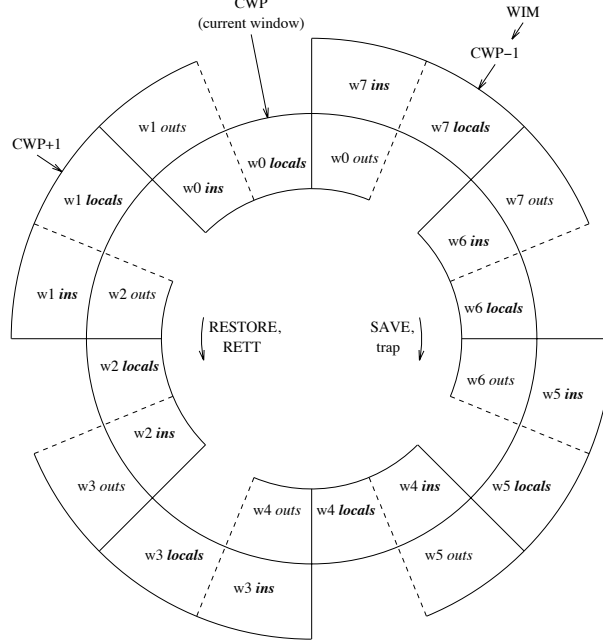 CWP
(current window)
WIM
CWP−1
w7 ins
w1 outs
w7 locals
w0 locals
w0 outs
CWP+1
w0 ins
w1 locals
w7 outs
w6 ins
w1 ins
w2 outs
w6 locals
RESTORE,
RETT
SAVE,
trap
w2 locals
w6 outs
w5 ins
w2 ins
w3 outs
w4 ins
w5 locals
w4 outs
w4 locals
w3 locals
w5 outs
w3 ins